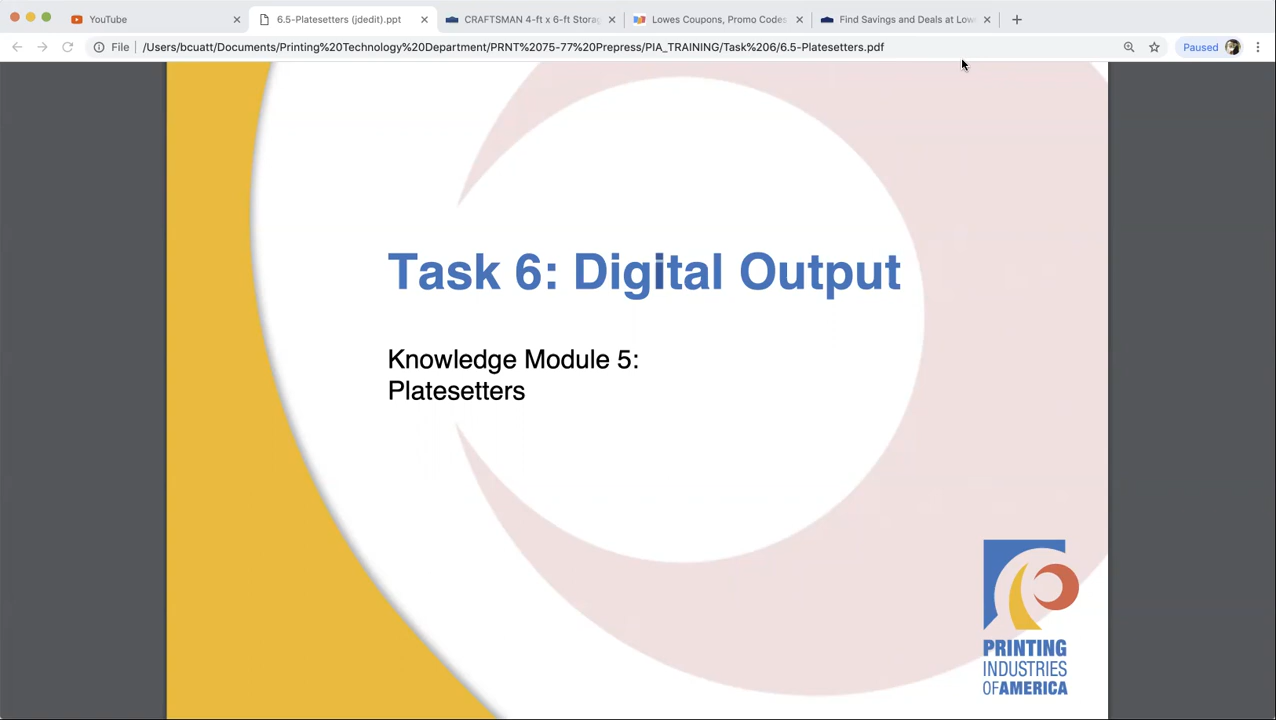 YouTube
6.5-Platesetters (jdedit).ppt
CRAFTSMAN 4-ft x 6-ft Storag
Lowes Coupons, Promo Codes
Find Savings and Deals at Low
File
/Users/bcuatt/Documents/Printing%20Technology%20Department/PRNT%2075-77%20Prepress/PIA_TRAINING/Task%206/6.5-Platesetters.pdf
Paused
Task 6: Digital Output
Knowledge Module 5:
Platesetters
PRINTING
INDUSTRIES
OF AMERICA